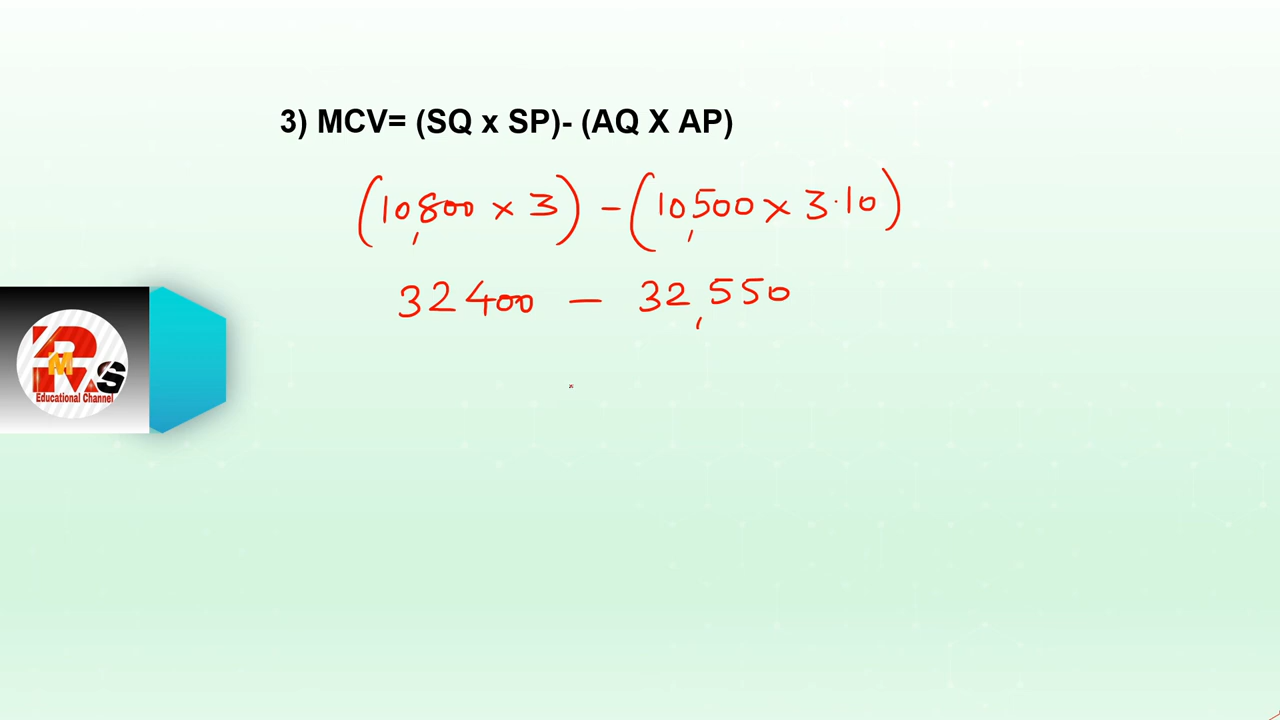 3) MCV= (SQ x SP)- (AQ X AP)
(10,800 × 3) - (10,500 × 3.10)
32400 - 32,550
M
S
Educational Channel